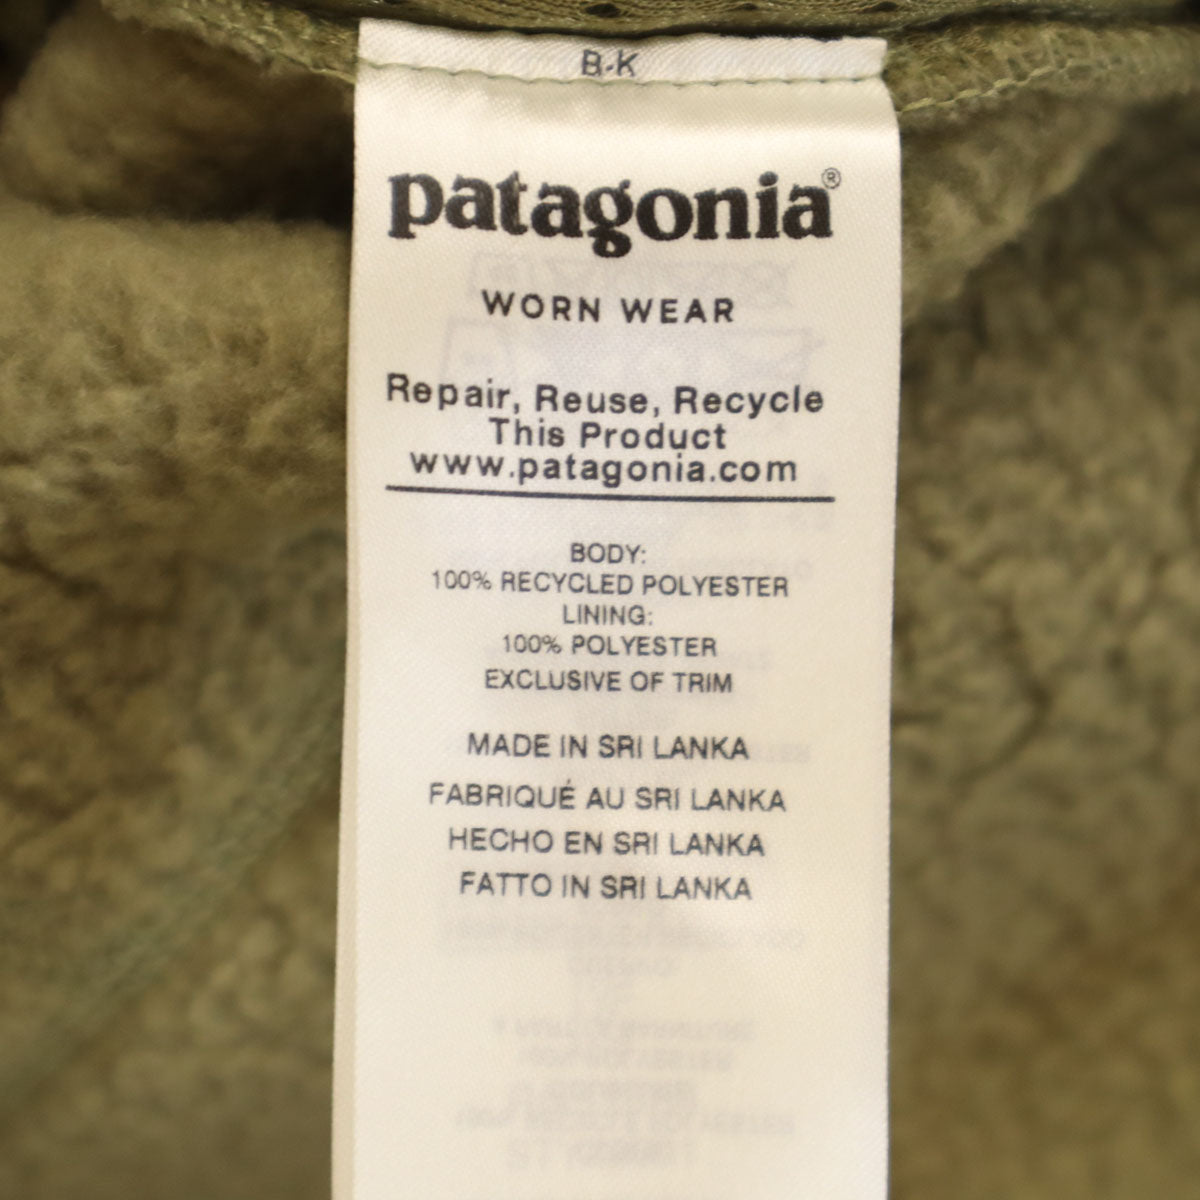 B-K
patagonia®
WORN WEAR
Repair, Reuse, Recycle
This Product
www.patagonia.com
BODY:
100% RECYCLED POLYESTER
LINING:
100% POLYESTER
EXCLUSIVE OF TRIM
MADE IN SRI LANKA
FABRIQUÉ AU SRI LANKA
HECHO EN SRI LANKA
FATTO IN SRI LANKA